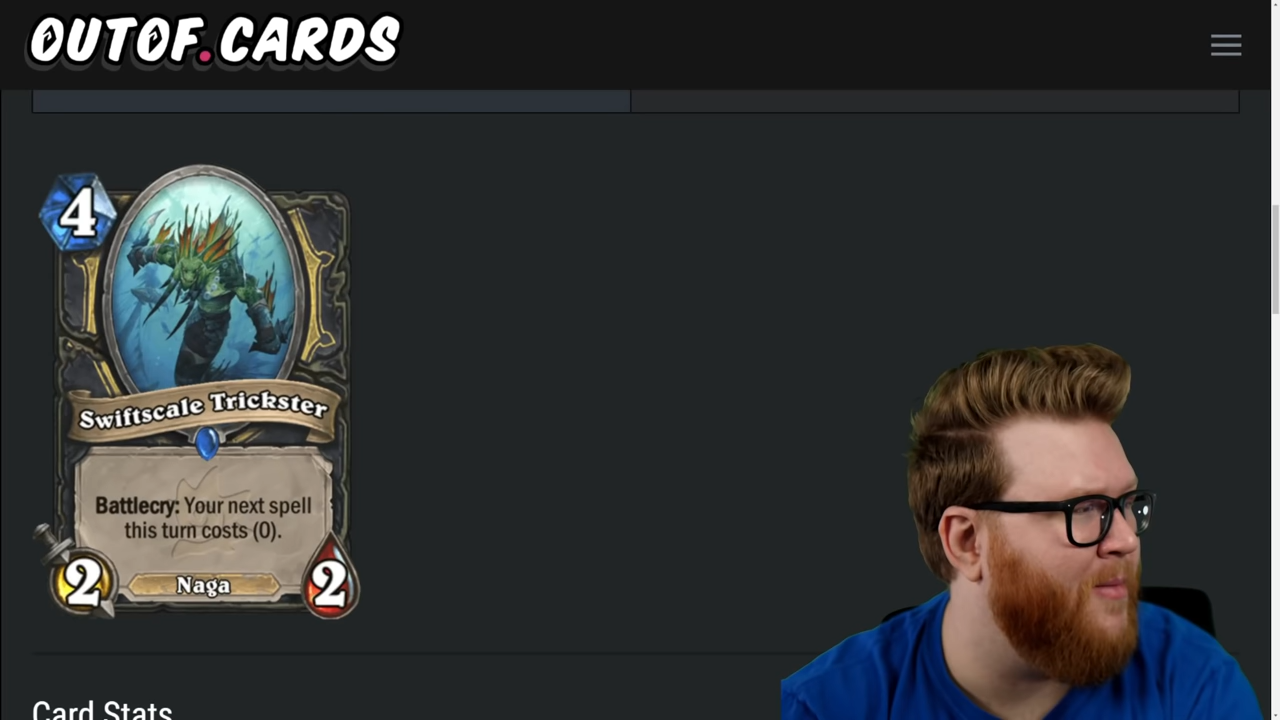 OUTOF.CARDS
4
Swiftscale Trickster
Battlecry: Your next spell
this turn costs (0).
2
Naga
2
Card Stats